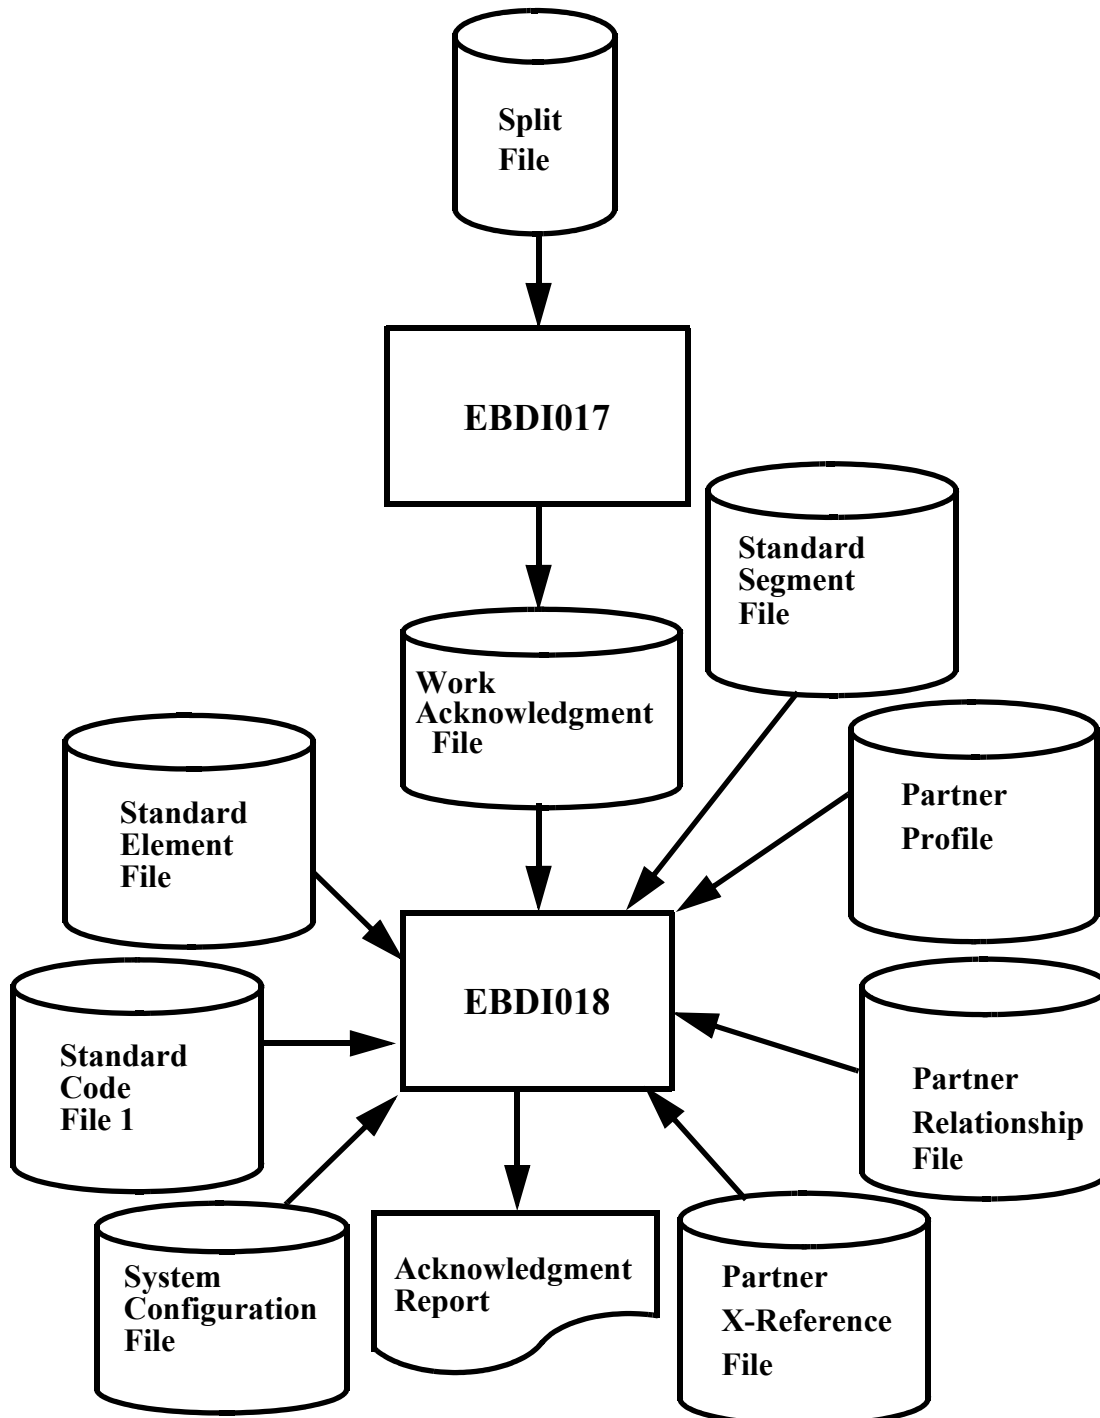 Split
File
EBDI017
Standard
Segment
File
Work
Acknowledgment
File
Partner
Profile
Standard
Element
File
EBDI018
Standard
Code
File 1
Partner
Relationship
File
System
Configuration
File
Acknowledgment
Report
Partner
X-Reference
File